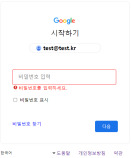 Google
시작하기
test@test.kr
비밀번호 입력
비밀번호를 입력하세요.
비밀번호 표시
비밀번호 찾기
다음
한국어
도움말 개인정보처리방침 약관